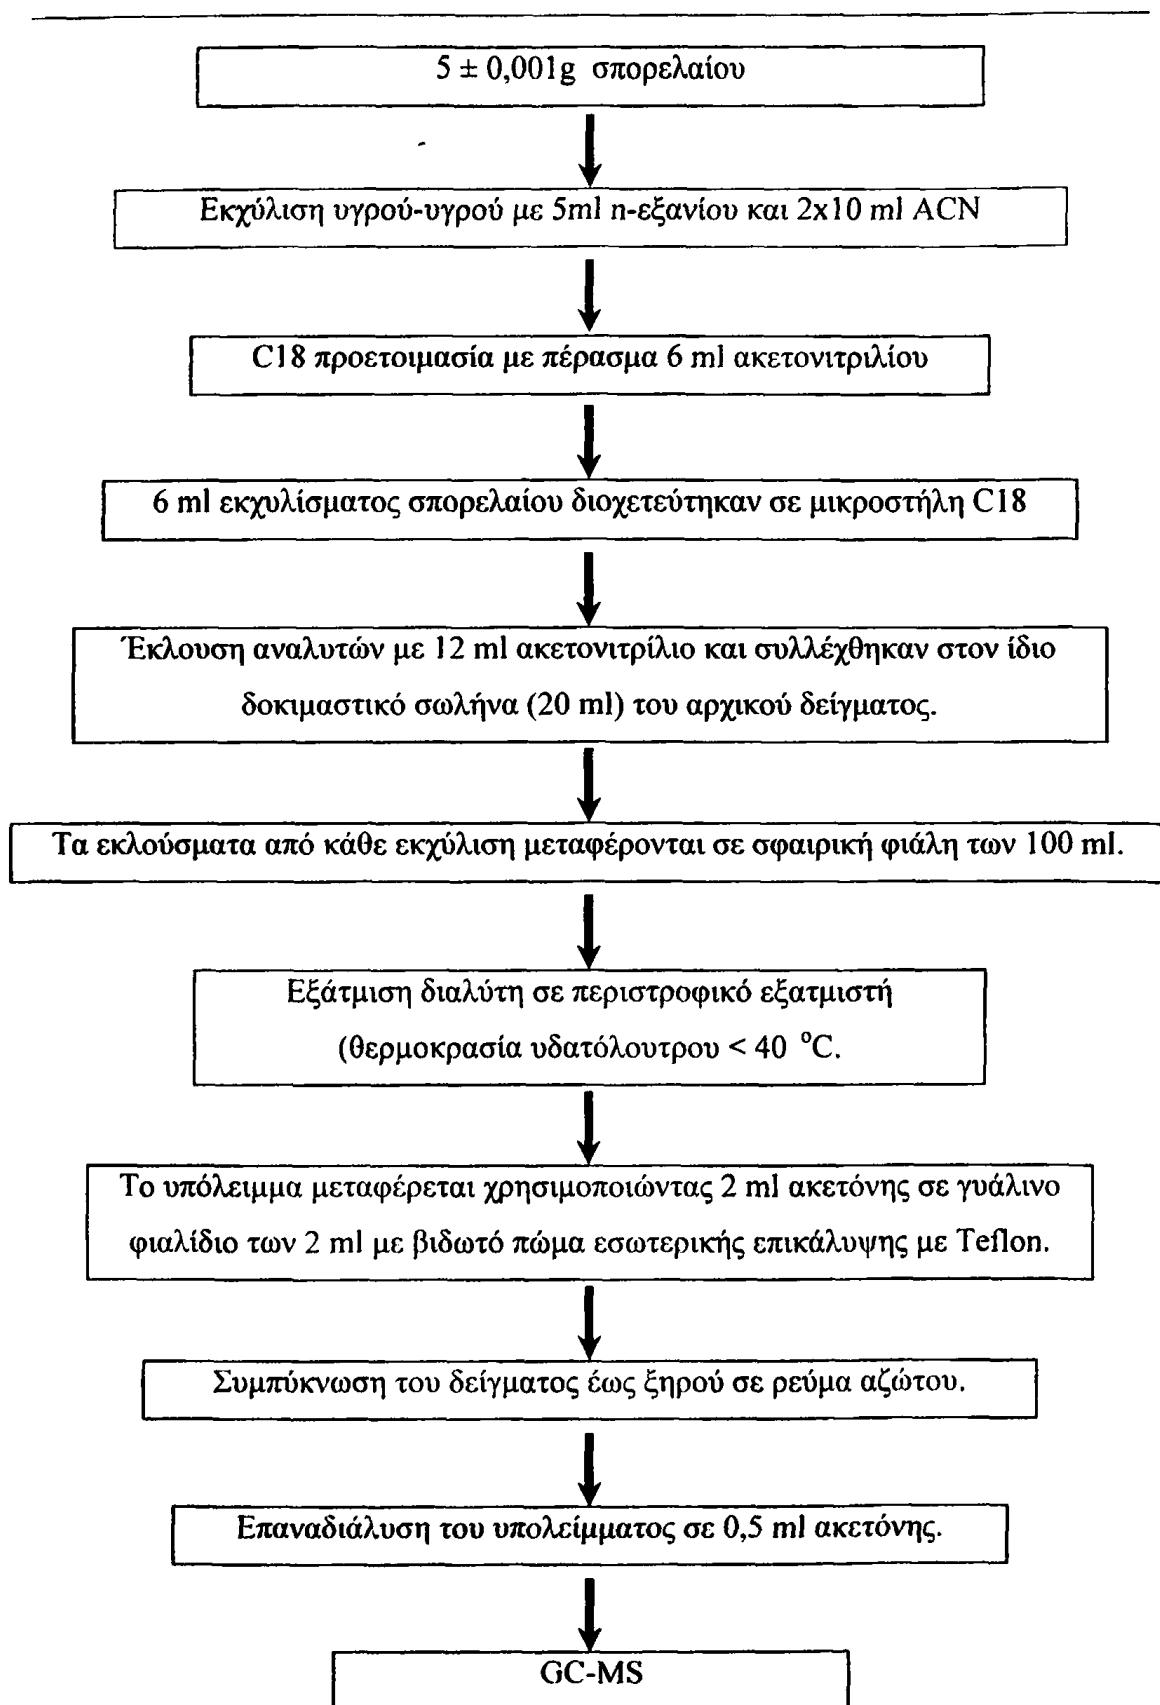 5 ± 0,001g σπορελαίου
Εκχύλιση υγρού-υγρού με 5ml n-εξανίου και 2x10 ml ACN
C18 προετοιμασία με πέρασμα 6 ml ακετονιτριλίου
6 ml εκχυλίσματος σπορελαίου διοχετεύτηκαν σε μικροστήλη C18
Έκλουση αναλυτών με 12 ml ακετονιτρίλιο και συλλέχθηκαν στον ίδιο
δοκιμαστικό σωλήνα (20 ml) του αρχικού δείγματος.
Τα εκλούσματα από κάθε εκχύλιση μεταφέρονται σε σφαιρική φιάλη των 100 ml.
Εξάτμιση διαλύτη σε περιστροφικό εξατμιστή
(θερμοκρασία υδατόλουτρου < 40 °C.
Το υπόλειμμα μεταφέρεται χρησιμοποιώντας 2 ml ακετόνης σε γυάλινο
φιαλίδιο των 2 ml με βιδωτό πώμα εσωτερικής επικάλυψης με Teflon.
Συμπύκνωση του δείγματος έως ξηρού σε ρεύμα αζώτου.
Επαναδιάλυση του υπολείμματος σε 0,5 ml ακετόνης.
GC-MS